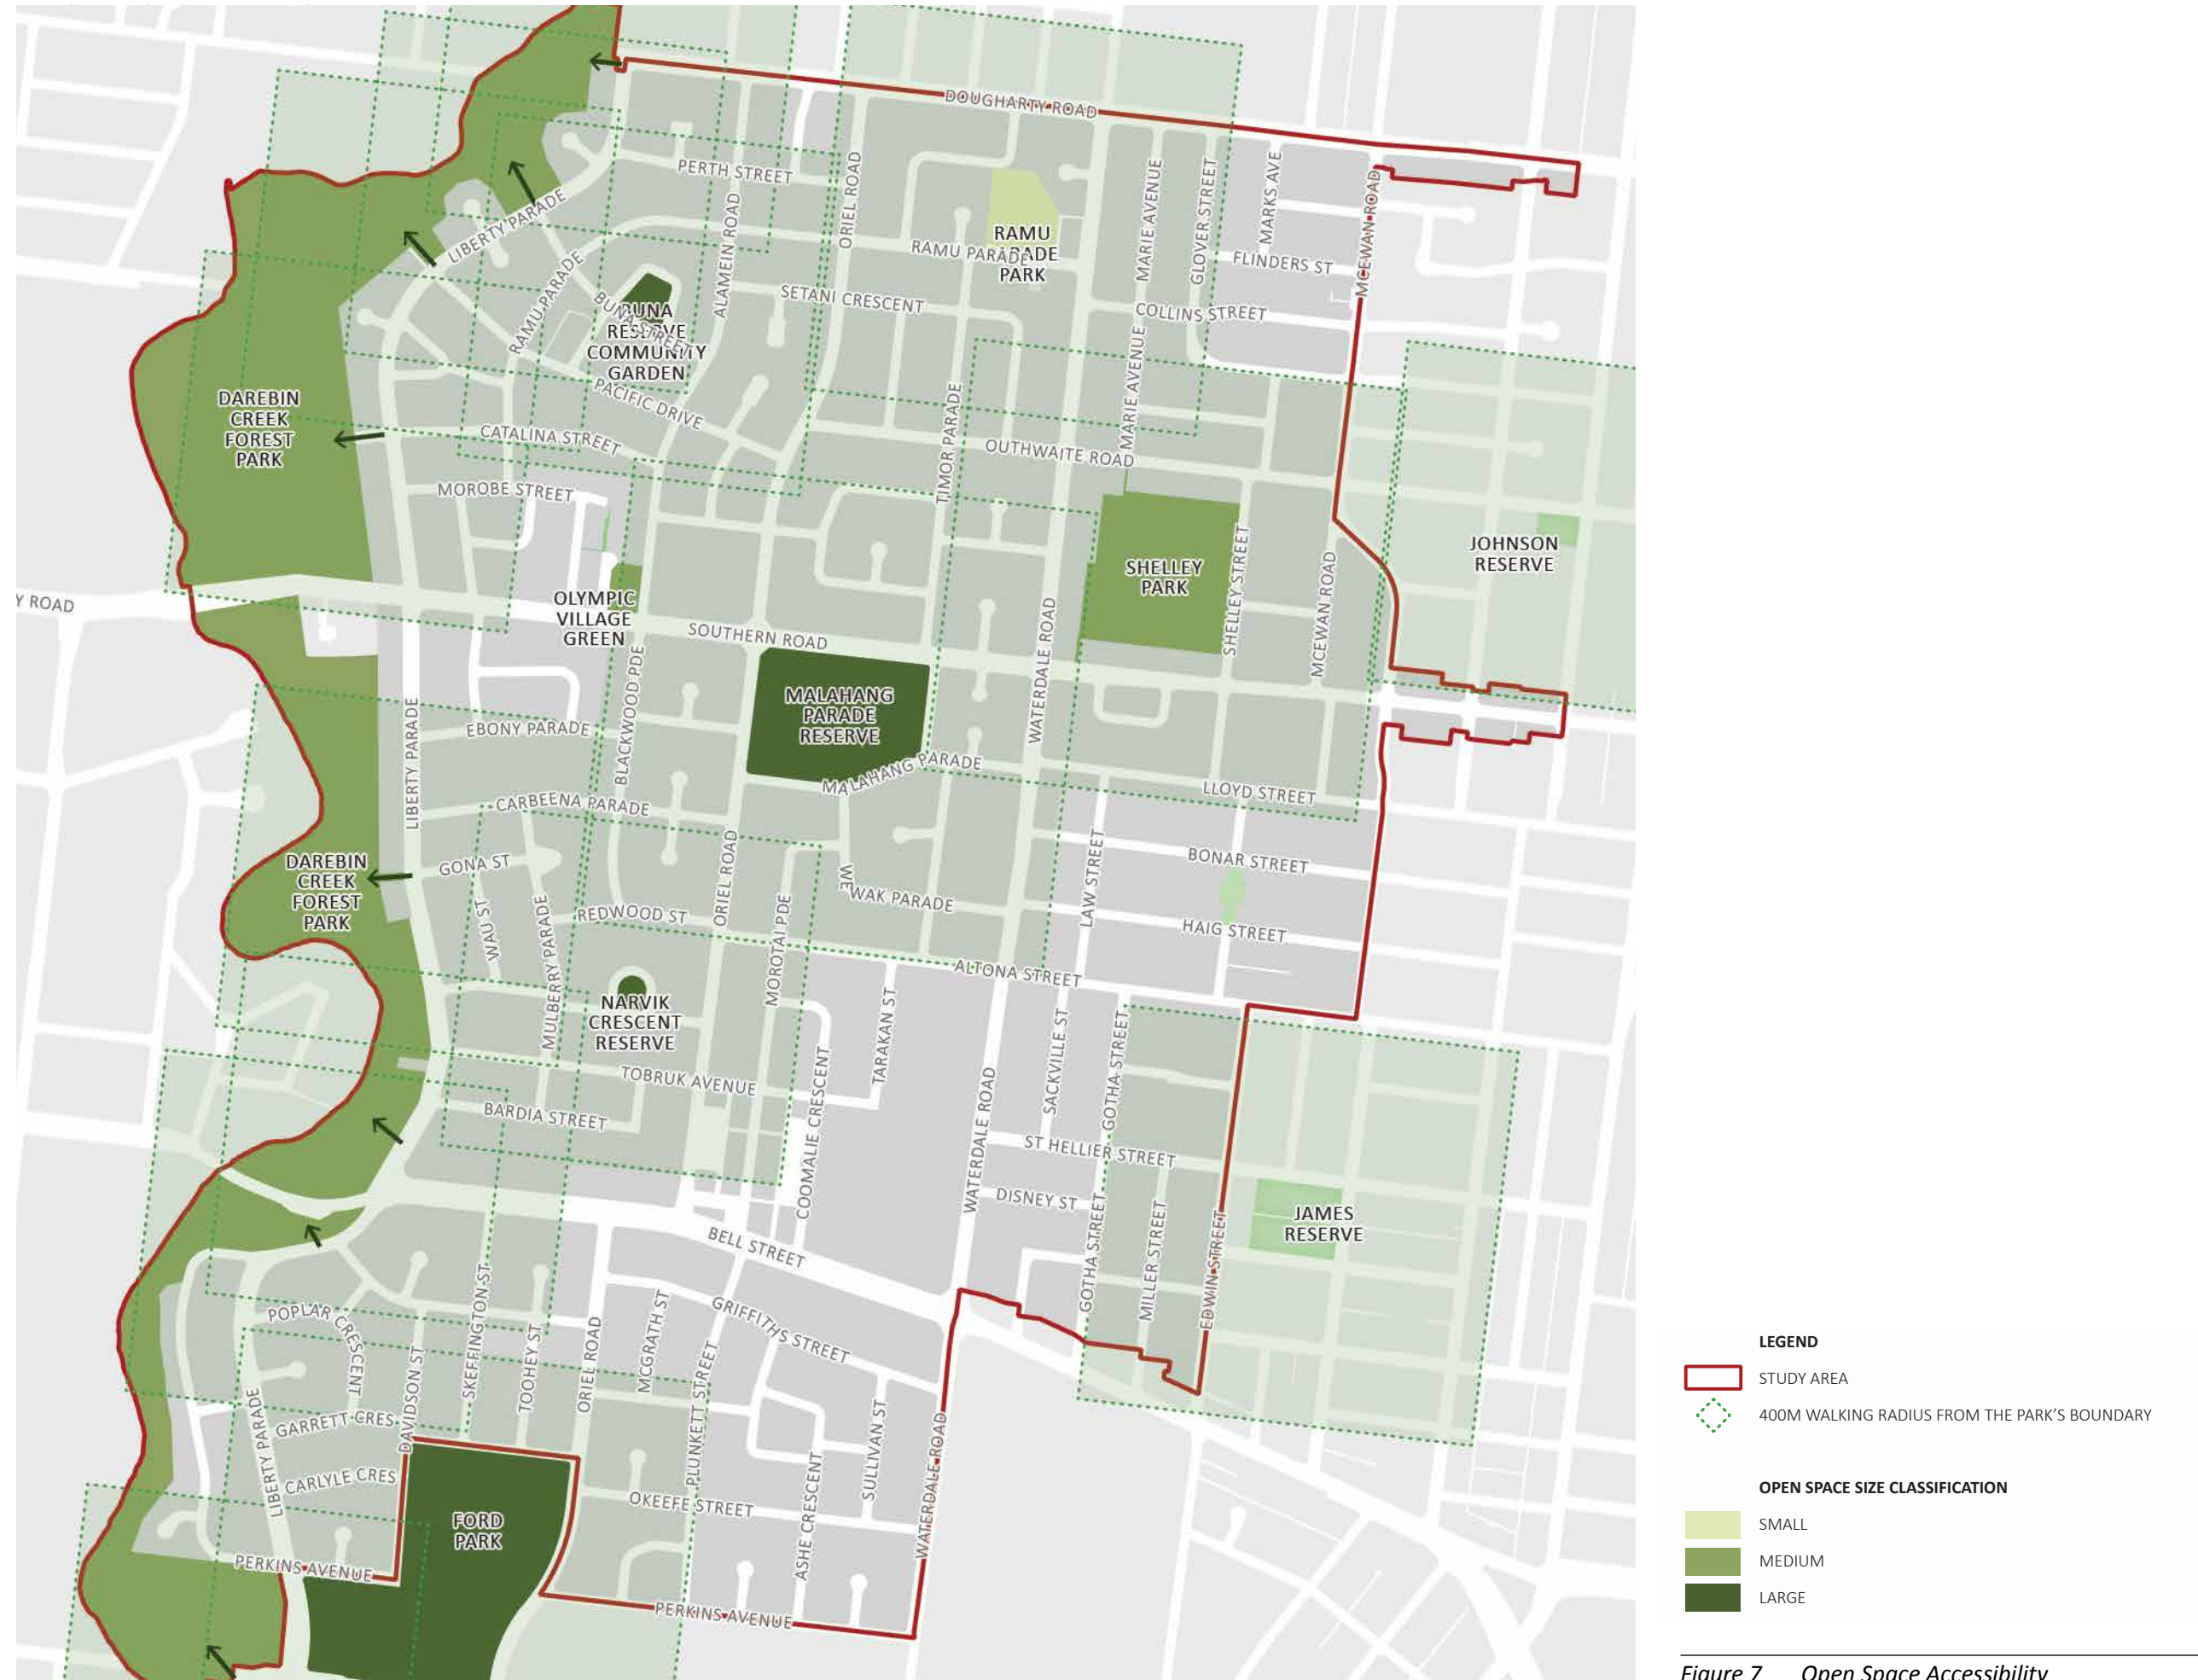 DOUGHARTY ROAD
PERTH STREET
ORIEL ROAD
ALAMEIN ROAD
LIBERTY PARADE
RAMU PARADE
MARIE AVENUE
GLOVER STREET
MARKS AVE
MCEWAN ROAD
RAMU PARADE
RAMU
PARK
FLINDERS ST
SETANI CRESCENT
COLLINS STREET
BUNA STREET
BUNA
RESERVE
COMMUNITY
GARDEN
PACIFIC DRIVE
MARIE AVENUE
TIMOR PARADE
DAREBIN
CREEK
FOREST
PARK
CATALINA STREET
OUTHWAITE ROAD
MOROBE STREET
SHELLEY
PARK
SHELLEY STREET
MCEWAN ROAD
JOHNSON
RESERVE
Y ROAD
OLYMPIC
VILLAGE
GREEN
SOUTHERN ROAD
BLACKWOOD PDE
WATERDALE ROAD
MALAHANG
PARADE
RESERVE
LIBERTY PARADE
EBONY PARADE
MALAHANG PARADE
LLOYD STREET
CARBEENA PARADE
DAREBIN
CREEK
FOREST
PARK
GONA ST
ORIEL ROAD
LAW STREET
BONAR STREET
WAU ST
MULBERRY PARADE
REDWOOD ST
MOROTAI PDE
WEWAK PARADE
HAIG STREET
ALTONA STREET
NARVIK
CRESCENT
RESERVE
TARAKAN ST
SACKVILLE ST
GOTHA STREET
TOBRUK AVENUE
BARDIA STREET
COOMALIE CRESCENT
WATERDALE ROAD
ST HELLIER STREET
DISNEY ST
GOTHA STREET
MILLER STREET
EDWIN STREET
JAMES
RESERVE
BELL STREET
POPLAR CRESCENT
SKEFFINGTON ST
TOOHEY ST
ORIEL ROAD
MCGRATH ST
GRIFFITHS STREET
PLUNKETT STREET
DAVIDSON ST
LIBERTY PARADE
GARRETT CRES
CARLYLE CRES
SULLIVAN ST
ASHE CRESCENT
WATERDALE ROAD
OKEEFE STREET
FORD
PARK
PERKINS AVENUE
PERKINS AVENUE
LEGEND
STUDY AREA
400M WALKING RADIUS FROM THE PARK'S BOUNDARY
OPEN SPACE SIZE CLASSIFICATION
SMALL
MEDIUM
LARGE
Figure 7 Open Space Accessibility